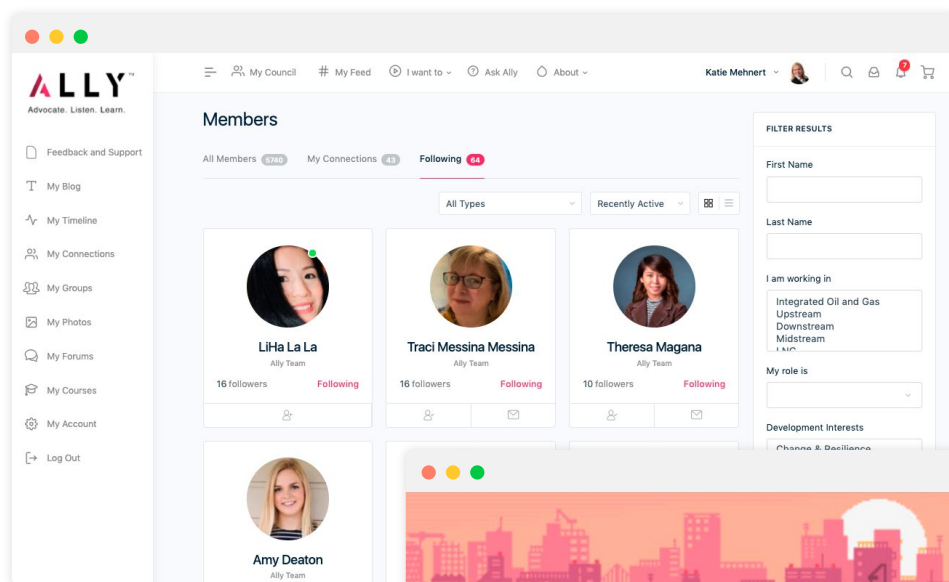 ALLY™
Advocate. Listen. Learn.
Feedback and Support
My Blog
My Timeline
My Connections
My Groups
My Photos
My Forums
My Courses
My Account
Log Out
My Council # My Feed I want to Ask Ally About Katie Mehnert 7
Members
All Members 5740 My Connections 43 Following 64
All Types Recently Active
LiHa La La
Ally Team
16 followers Following
Traci Messina Messina
Ally Team
16 followers Following
Theresa Magana
Ally Team
10 followers Following
Amy Deaton
Ally Team
FILTER RESULTS
First Name
Last Name
I am working in
Integrated Oil and Gas
Upstream
Downstream
Midstream
LNG
My role is
Development Interests
Change & Resilience